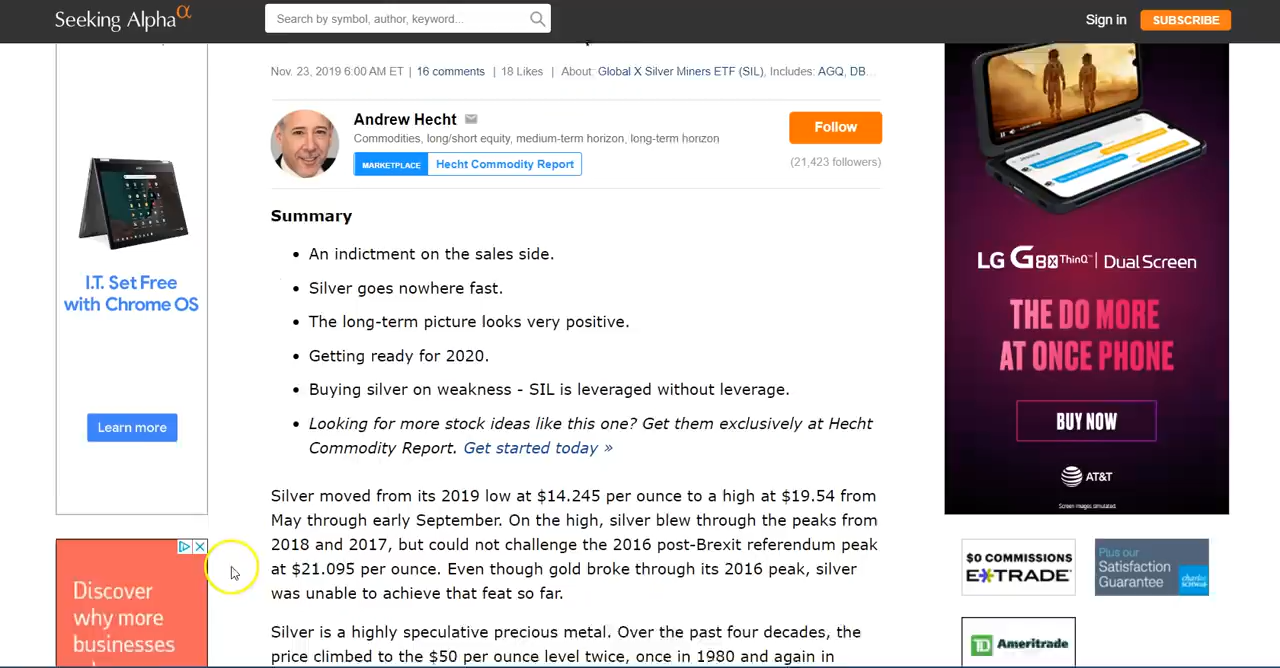 Seeking Alpha α
Search by symbol, author, keyword...
Sign in
SUBSCRIBE
Nov. 23, 2019 6:00 AM ET | 16 comments | 18 Likes | About: Global X Silver Miners ETF (SIL), Includes: AGQ, DB...
Andrew Hecht
Commodities, long/short equity, medium-term horizon, long-term horizon
MARKETPLACE Hecht Commodity Report
Follow
(21,423 followers)
Summary
• An indictment on the sales side.
• Silver goes nowhere fast.
• The long-term picture looks very positive.
• Getting ready for 2020.
• Buying silver on weakness - SIL is leveraged without leverage.
• Looking for more stock ideas like this one? Get them exclusively at Hecht
Commodity Report. Get started today »
Silver moved from its 2019 low at $14.245 per ounce to a high at $19.54 from
May through early September. On the high, silver blew through the peaks from
2018 and 2017, but could not challenge the 2016 post-Brexit referendum peak
at $21.095 per ounce. Even though gold broke through its 2016 peak, silver
was unable to achieve that feat so far.
Silver is a highly speculative precious metal. Over the past four decades, the
price climbed to the $50 per ounce level twice, once in 1980 and again in
I.T. Set Free
with Chrome OS
Learn more
Discover
why more
businesses
LG G8X ThinQ™ | Dual Screen
THE DO MORE
AT ONCE PHONE
BUY NOW
AT&T
Screen images simulated.
$0 COMMISSIONS
E*TRADE
Plus our
Satisfaction
Guarantee
charles
schwab
TD Ameritrade